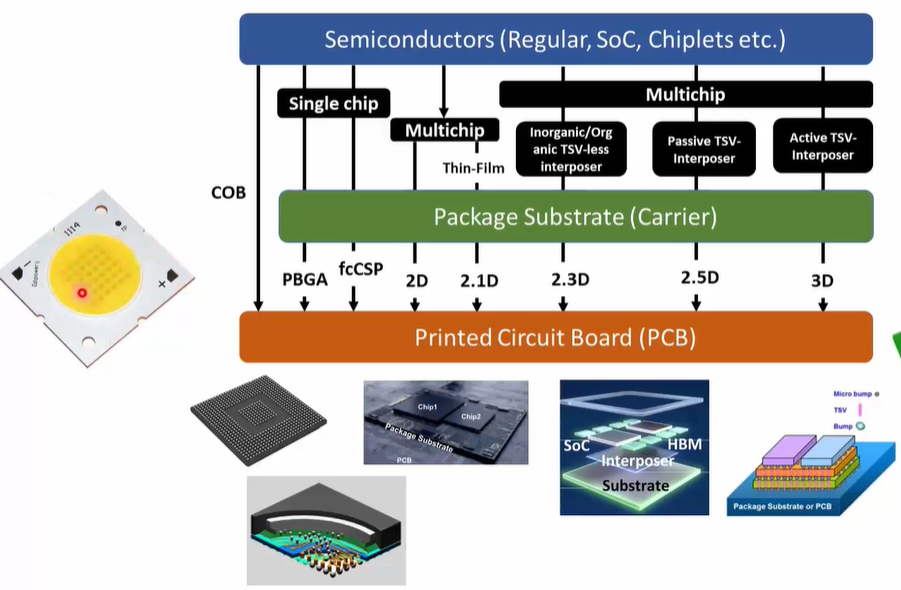 Semiconductors (Regular, SoC, Chiplets etc.)
Single chip
Multichip
Multichip
Thin-Film
Inorganic/Org
anic TSV-less
interposer
Passive TSV-
Interposer
Active TSV-
Interposer
COB
Package Substrate (Carrier)
PBGA
fcCSP
2D
2.1D
2.3D
2.5D
3D
Printed Circuit Board (PCB)
1114
+
Chip1
Chip2
Package Substrate
PCB
SoC
HBM
Interposer
Substrate
Micro bump
TSV
Bump
Package Substrate or PCB